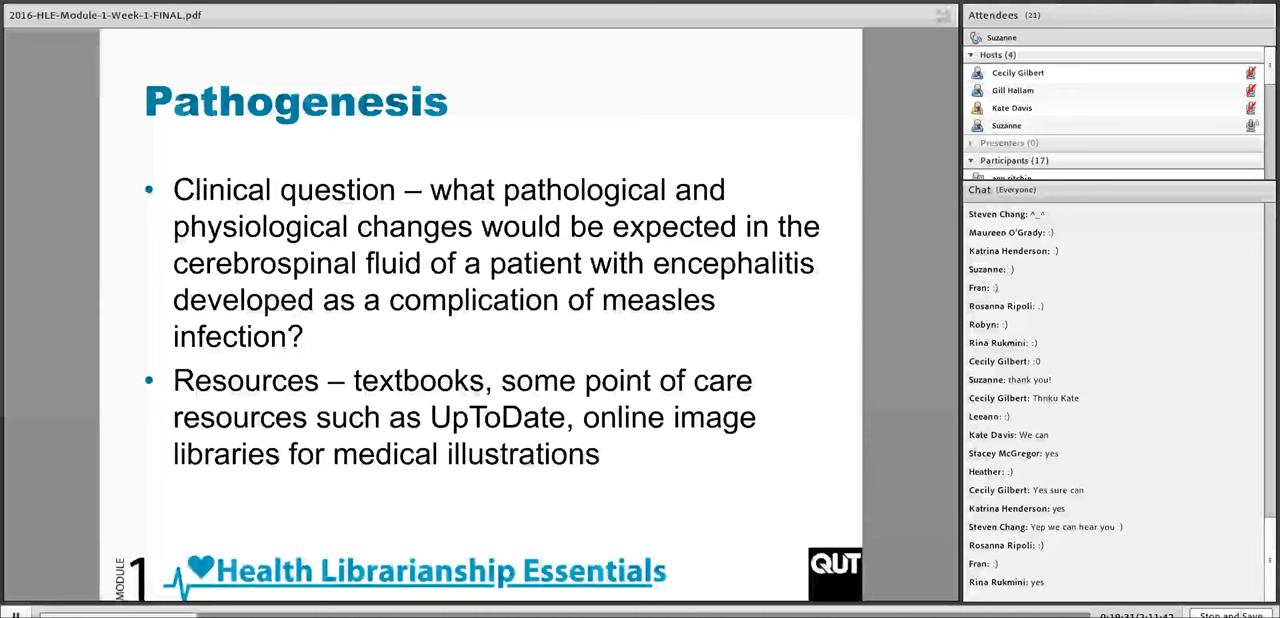 2016-HLE-Module-1-Week-1-FINAL.pdf
Pathogenesis
• Clinical question – what pathological and
physiological changes would be expected in the
cerebrospinal fluid of a patient with encephalitis
developed as a complication of measles
infection?
• Resources – textbooks, some point of care
resources such as UpToDate, online image
libraries for medical illustrations
MODULE
1
Health Librarianship Essentials
QUT
Attendees (21)
Suzanne
Hosts (4)
Cecily Gilbert
Gill Hallam
Kate Davis
Suzanne
Presenters (0)
Participants (17)
ann ritchie
Chat (Everyone)
Steven Chang: ^_^
Maureen O'Grady: :)
Katrina Henderson: :)
Suzanne: :)
Fran: :)
Rosanna Ripoli: :)
Robyn: :)
Rina Rukmini: :)
Cecily Gilbert: :0
Suzanne: thank you!
Cecily Gilbert: Thnku Kate
Leeann: :)
Kate Davis: We can
Stacey McGregor: yes
Heather: :)
Cecily Gilbert: Yes sure can
Katrina Henderson: yes
Steven Chang: Yep we can hear you :)
Rosanna Ripoli: :)
Fran: :)
Rina Rukmini: yes
Stop and Save